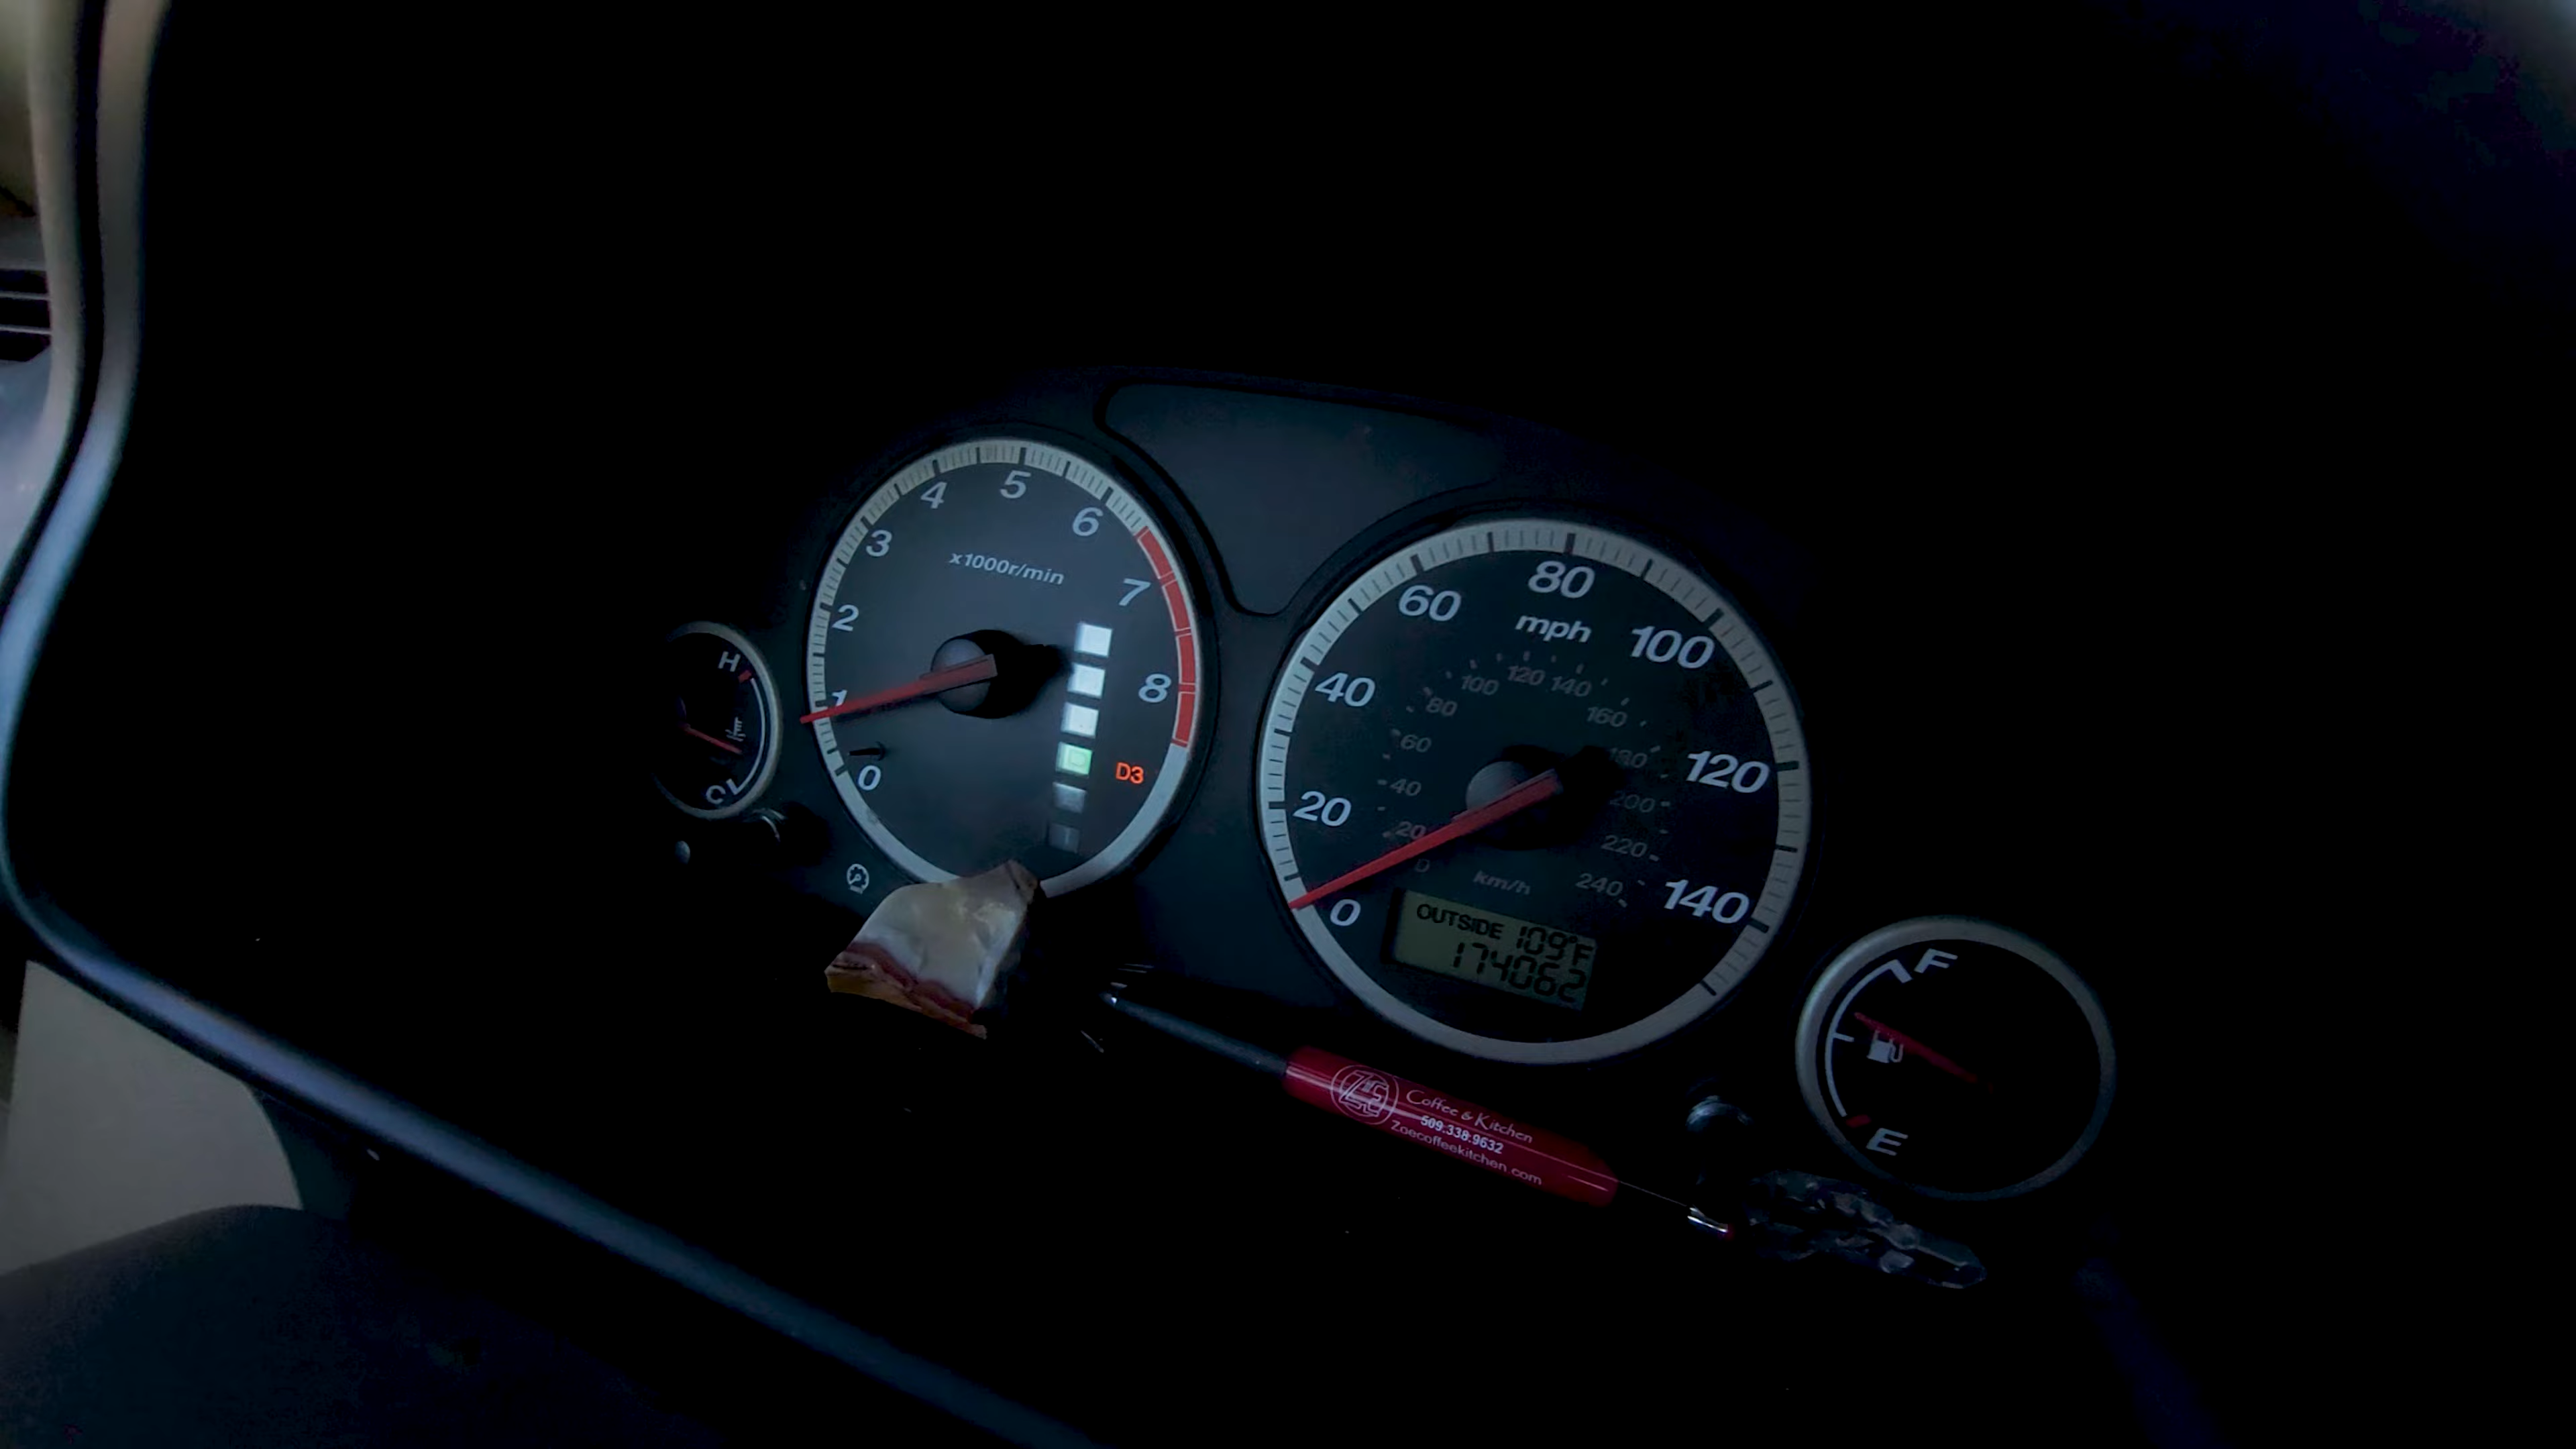 H
C
0
1
2
3
4
5
6
7
8
x1000r/min
D
D3
0
20
40
60
80
100
120
140
mph
20
40
60
80
100
120
140
160
180
200
220
240
km/h
OUTSIDE 109°F
174062
F
E
Coffee & Kitchen
509.338.9632
Zoecoffeekitchen.com